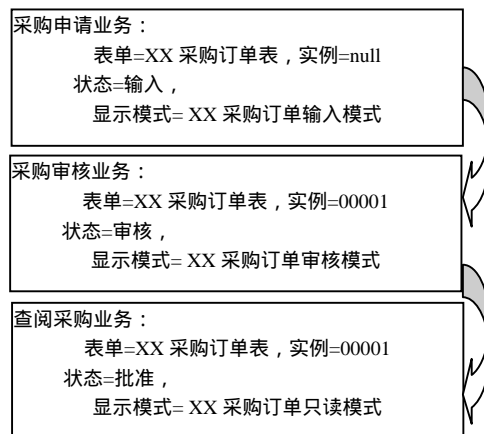 采购申请业务：
表单=XX 采购订单表，实例=null
状态=输入，
显示模式= XX 采购订单输入模式
采购审核业务：
表单=XX 采购订单表，实例=00001
状态=审核，
显示模式= XX 采购订单审核模式
查阅采购业务：
表单=XX 采购订单表，实例=00001
状态=批准，
显示模式= XX 采购订单只读模式